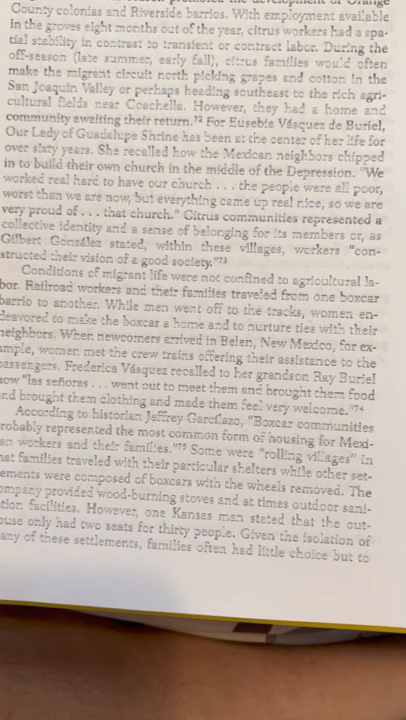 County colonias and Riverside barrios. With employment available
in the groves eight months out of the year, citrus workers had a spa-
tial stability in contrast to transient or contract labor. During the
off-season (late summer, early fall), citrus families would often
make the migrant circuit north picking grapes and cotton in the
San Joaquin Valley or perhaps heading southeast to the rich agri-
cultural fields near Coachella. However, they had a home and
community awaiting their return."72 For Eusebia Vásquez de Buriel,
Our Lady of Guadalupe Shrine has been at the center of her life for
over sixty years. She recalled how the Mexican neighbors chipped
in to build their own church in the middle of the Depression. "We
worked real hard to have our church . . . the people were all poor,
worst than we are now, but everything came up real nice, so we are
very proud of . . . that church." Citrus communities represented a
collective identity and a sense of belonging for its members or, as
Gilbert González stated, within these villages, workers "con-
structed their vision of a good society."73
Conditions of migrant life were not confined to agricultural la-
bor. Railroad workers and their families traveled from one boxcar
barrio to another. While men went off to the tracks, women en-
deavored to make the boxcar a home and to nurture ties with their
neighbors. When newcomers arrived in Belen, New Mexico, for ex-
ample, women met the crew trains offering their assistance to the
passengers. Frederico Vásquez recalled to her grandson Ray Buriel
how "las señoras . . . went out to meet them and brought them food
and brought them clothing and made them feel very welcome."74
According to historian Jeffrey Garcílazo, "Boxcar communities
probably represented the most common form of housing for Mexi-
an workers and their families."75 Some were "rolling villages" in
hat families traveled with their particular shelters while other set-
ements were composed of boxcars with the wheels removed. The
ompany provided wood-burning stoves and at times outdoor sani-
tion facilities. However, one Kansas man stated that the out-
ouse only had two seats for thirty people. Given the isolation of
any of these settlements, families often had little choice but to